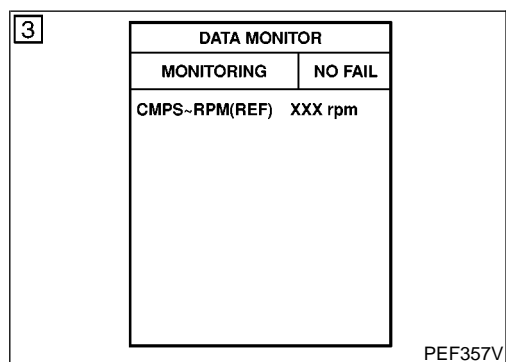 3
DATA MONITOR
MONITORING NO FAIL
CMPS~RPM(REF) XXX rpm
PEF357V